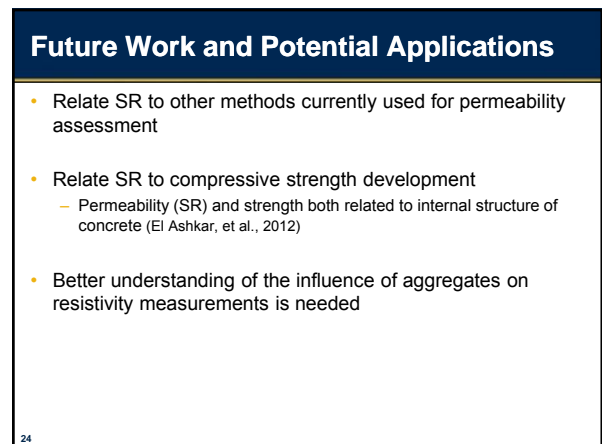 Future Work and Potential Applications
• Relate SR to other methods currently used for permeability
assessment
• Relate SR to compressive strength development
– Permeability (SR) and strength both related to internal structure of
concrete (El Ashkar, et al., 2012)
• Better understanding of the influence of aggregates on
resistivity measurements is needed
24